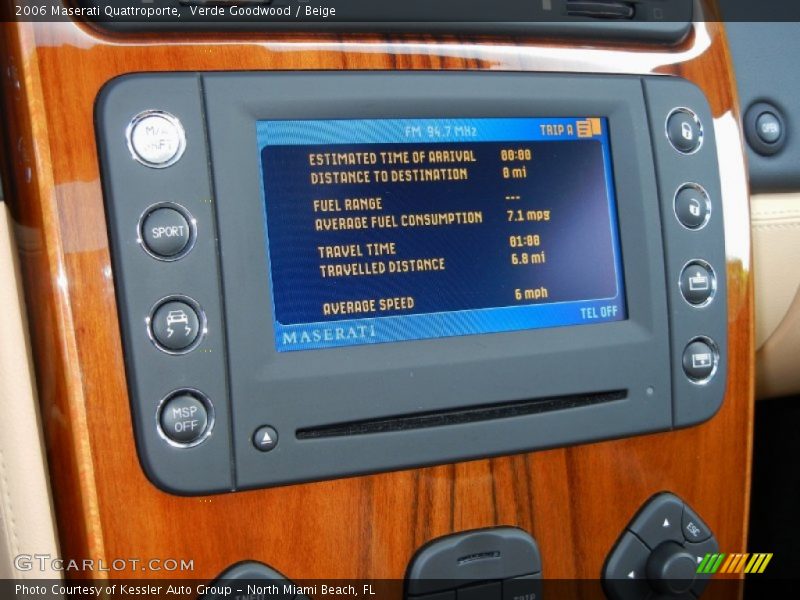 2006 Maserati Quattroporte, Verde Goodwood / Beige
FM 94.7 MHz
TRIP A
ESTIMATED TIME OF ARRIVAL 00:00
DISTANCE TO DESTINATION 0 mi
FUEL RANGE ---
AVERAGE FUEL CONSUMPTION 7.1 mpg
TRAVEL TIME 01:00
TRAVELLED DISTANCE 6.8 mi
AVERAGE SPEED 6 mph
MASERATI
TEL OFF
SPORT
MSP
OFF
OPEN
ESC
GTCARLOT.COM
Photo Courtesy of Kessler Auto Group - North Miami Beach, FL